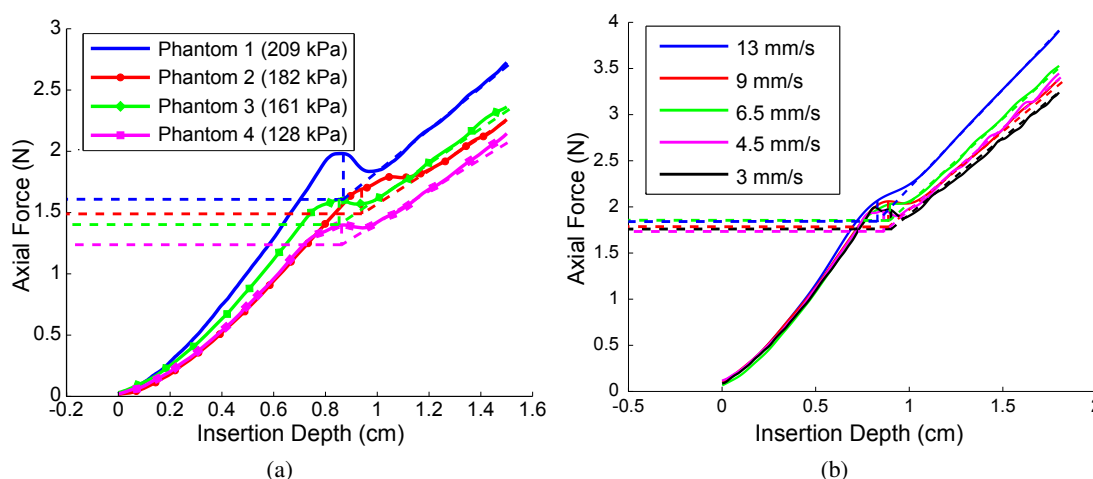 3
2.5
2
1.5
1
0.5
0
-0.2 0 0.2 0.4 0.6 0.8 1 1.2 1.4 1.6
Axial Force (N)
Insertion Depth (cm)
Phantom 1 (209 kPa)
Phantom 2 (182 kPa)
Phantom 3 (161 kPa)
Phantom 4 (128 kPa)
(a)
4
3.5
3
2.5
2
1.5
1
0.5
0
-0.5 0 0.5 1 1.5 2
Axial Force (N)
Insertion Depth (cm)
13 mm/s
9 mm/s
6.5 mm/s
4.5 mm/s
3 mm/s
(b)